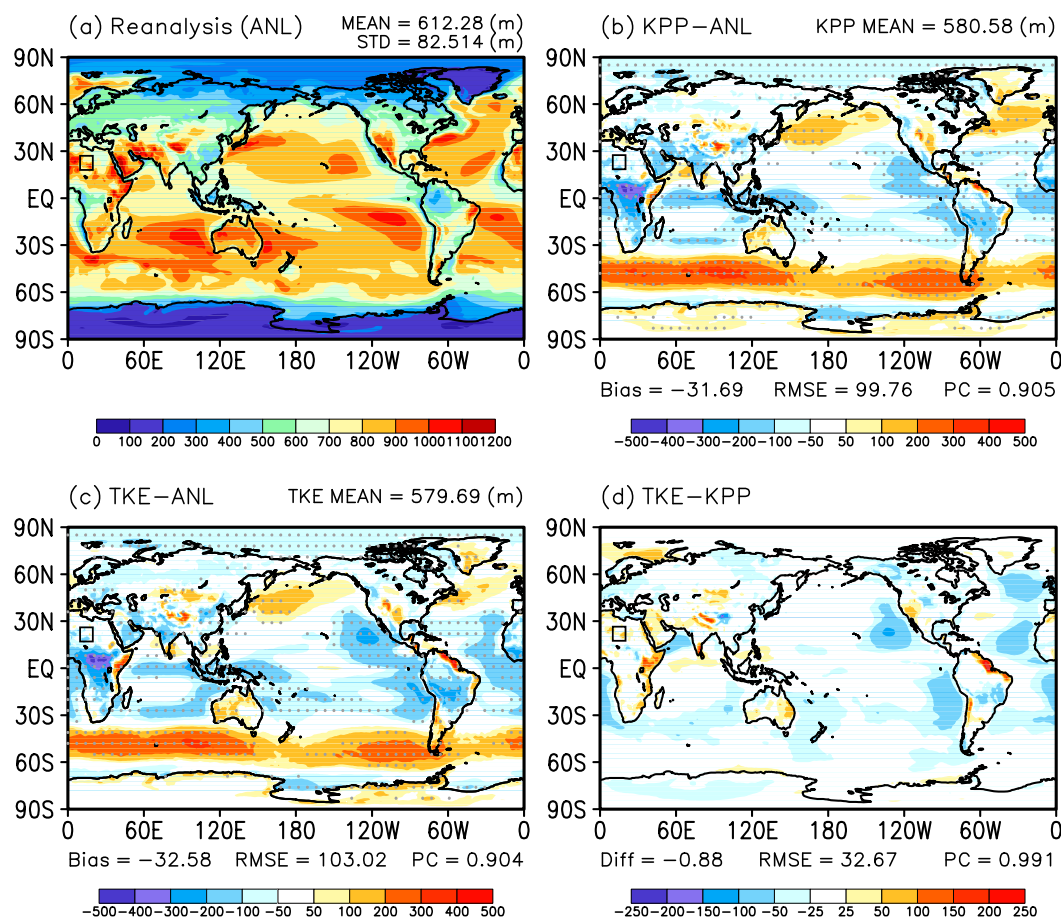 (a) Reanalysis (ANL)
MEAN = 612.28 (m)
STD = 82.514 (m)
90N
60N
30N
EQ
30S
60S
90S
0 60E 120E 180 120W 60W 0
0 100 200 300 400 500 600 700 800 900 1000 1100 1200
(b) KPP−ANL
KPP MEAN = 580.58 (m)
90N
60N
30N
EQ
30S
60S
90S
0 60E 120E 180 120W 60W 0
Bias = −31.69 RMSE = 99.76 PC = 0.905
−500 −400 −300 −200 −100 −50 50 100 200 300 400 500
(c) TKE−ANL
TKE MEAN = 579.69 (m)
90N
60N
30N
EQ
30S
60S
90S
0 60E 120E 180 120W 60W 0
Bias = −32.58 RMSE = 103.02 PC = 0.904
−500 −400 −300 −200 −100 −50 50 100 200 300 400 500
(d) TKE−KPP
90N
60N
30N
EQ
30S
60S
90S
0 60E 120E 180 120W 60W 0
Diff = −0.88 RMSE = 32.67 PC = 0.991
−250 −200 −150 −100 −50 −25 25 50 100 150 200 250